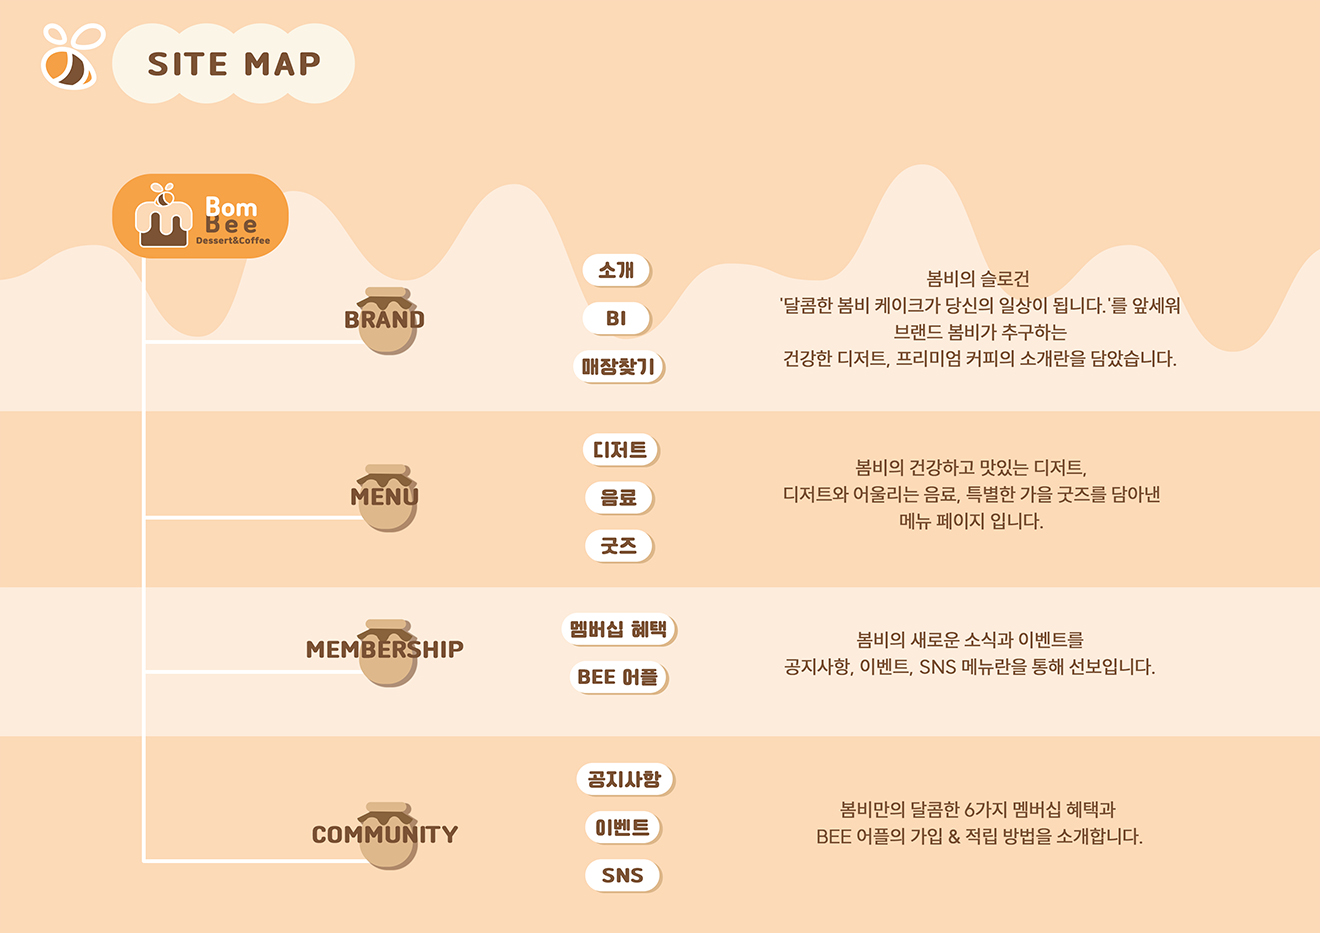 SITE MAP
Bom
Bee
Dessert&Coffee
BRAND
소개
BI
매장찾기
봄비의 슬로건
'달콤한 봄비 케이크가 당신의 일상이 됩니다.'를 앞세워
브랜드 봄비가 추구하는
건강한 디저트, 프리미엄 커피의 소개란을 담았습니다.
MENU
디저트
음료
굿즈
봄비의 건강하고 맛있는 디저트,
디저트와 어울리는 음료, 특별한 가을 굿즈를 담아낸
메뉴 페이지 입니다.
MEMBERSHIP
멤버십 혜택
BEE 어플
봄비의 새로운 소식과 이벤트를
공지사항, 이벤트, SNS 메뉴란을 통해 선보입니다.
COMMUNITY
공지사항
이벤트
SNS
봄비만의 달콤한 6가지 멤버십 혜택과
BEE 어플의 가입 & 적립 방법을 소개합니다.